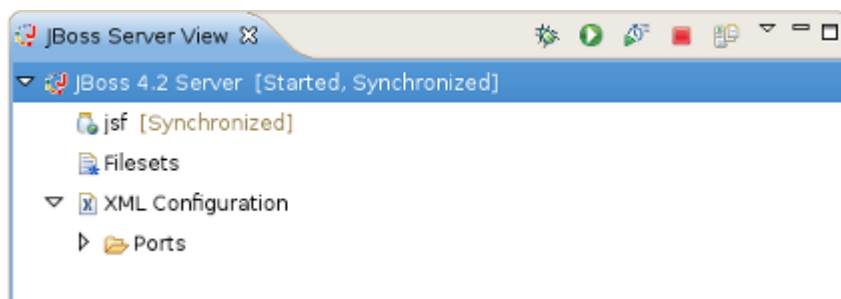 JBoss Server View
JBoss 4.2 Server [Started, Synchronized]
jsf [Synchronized]
Filesets
XML Configuration
Ports